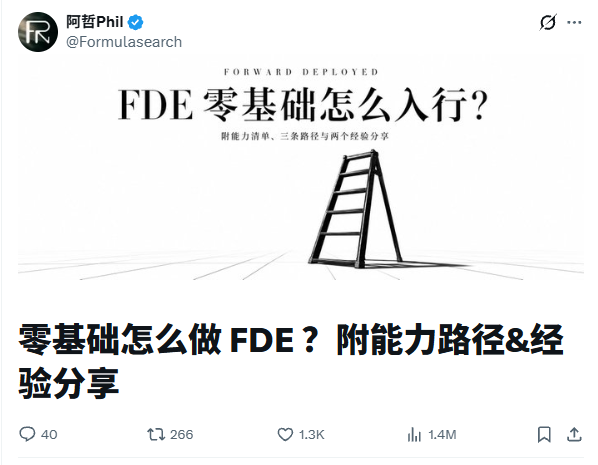 阿哲Phil
@Formulasearch
FORWARD DEPLOYED
FDE 零基础怎么入行?
附能力清单、三条路径与两个经验分享
零基础怎么做 FDE ？附能力路径&经
验分享
40
266
1.3K
1.4M